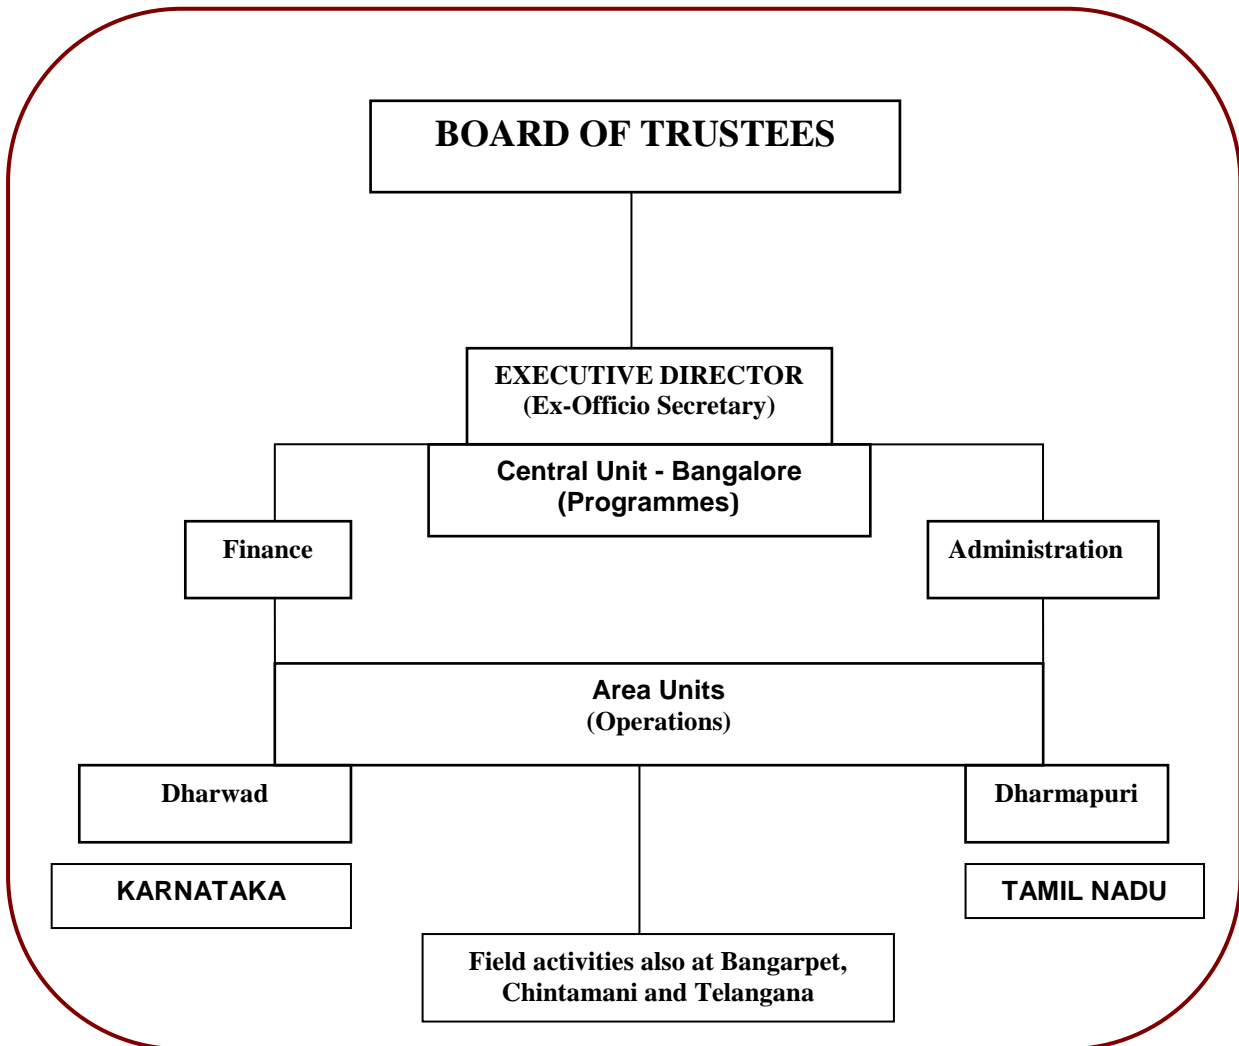 BOARD OF TRUSTEES
EXECUTIVE DIRECTOR
(Ex-Officio Secretary)
Central Unit - Bangalore
(Programmes)
Finance
Administration
Area Units
(Operations)
Dharwad
Dharmapuri
KARNATAKA
TAMIL NADU
Field activities also at Bangarpet,
Chintamani and Telangana